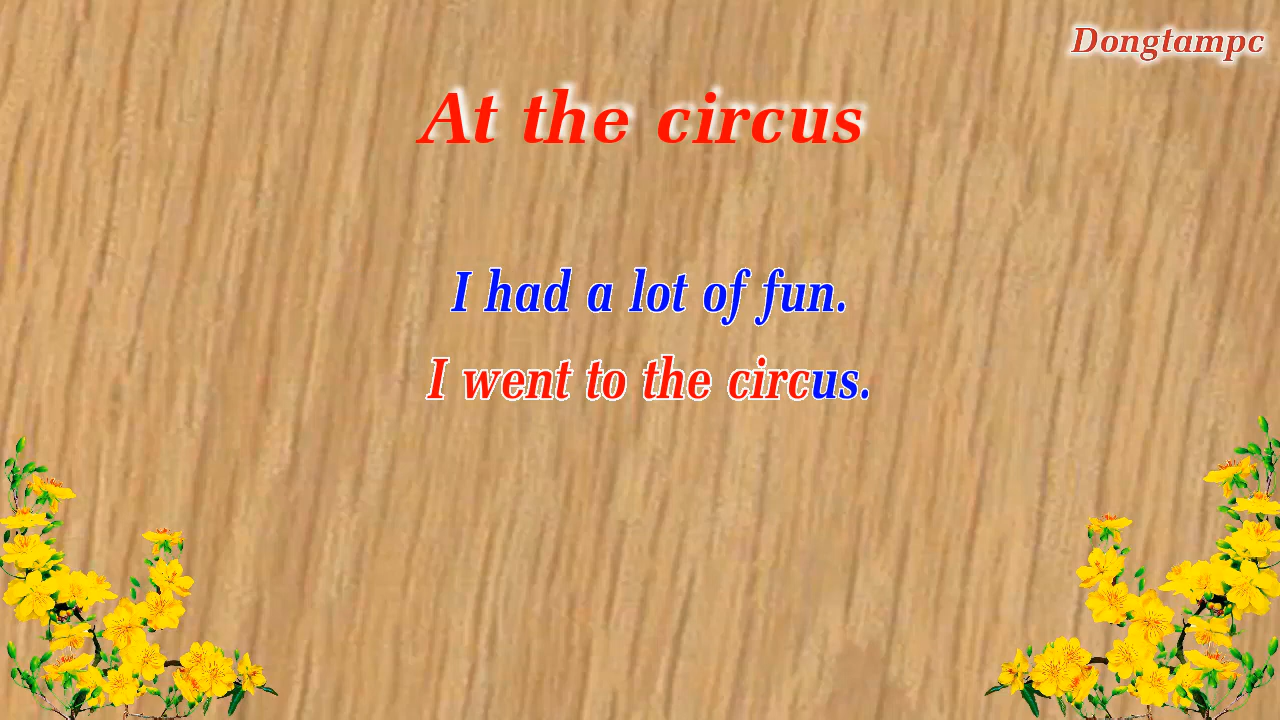 Dongtampc
At the circus
I had a lot of fun.
I went to the circus.